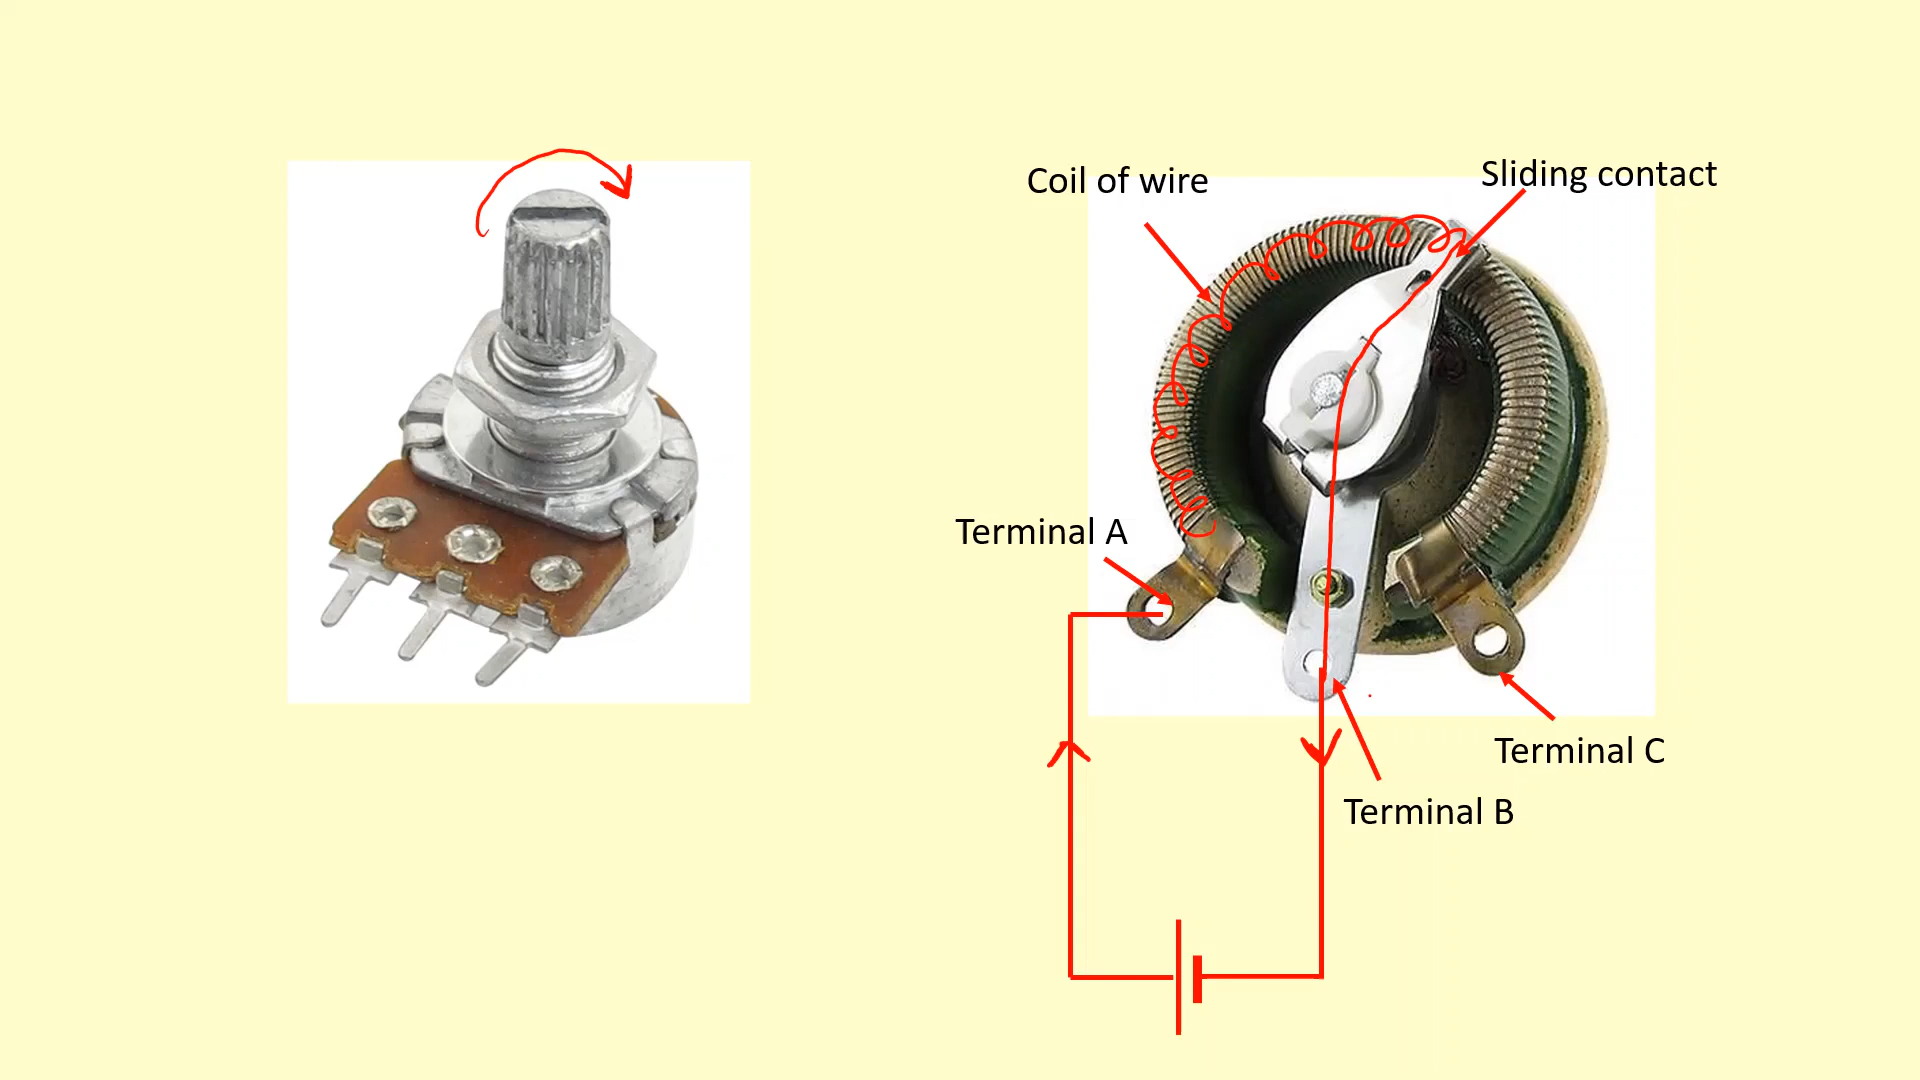 Coil of wire
Sliding contact
Terminal A
Terminal C
Terminal B